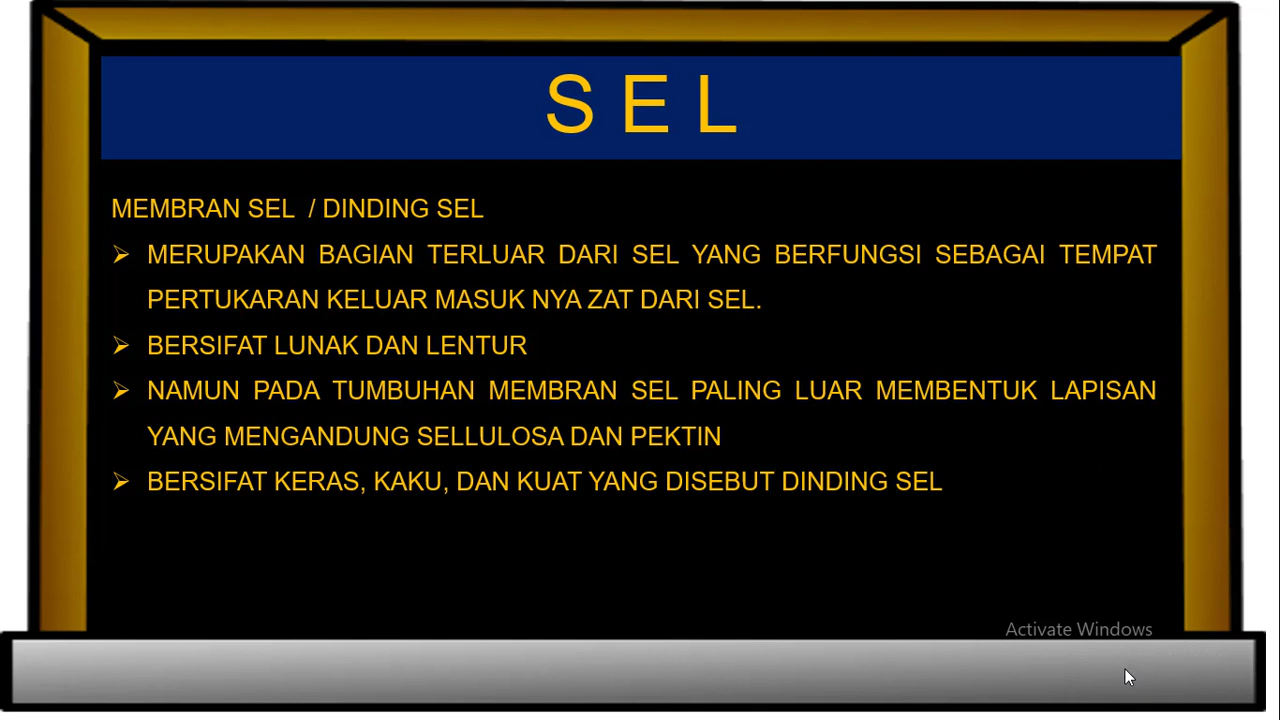 S E L
MEMBRAN SEL / DINDING SEL
➢ MERUPAKAN BAGIAN TERLUAR DARI SEL YANG BERFUNGSI SEBAGAI TEMPAT
PERTUKARAN KELUAR MASUK NYA ZAT DARI SEL.
➢ BERSIFAT LUNAK DAN LENTUR
➢ NAMUN PADA TUMBUHAN MEMBRAN SEL PALING LUAR MEMBENTUK LAPISAN
YANG MENGANDUNG SELLULOSA DAN PEKTIN
➢ BERSIFAT KERAS, KAKU, DAN KUAT YANG DISEBUT DINDING SEL
Activate Windows